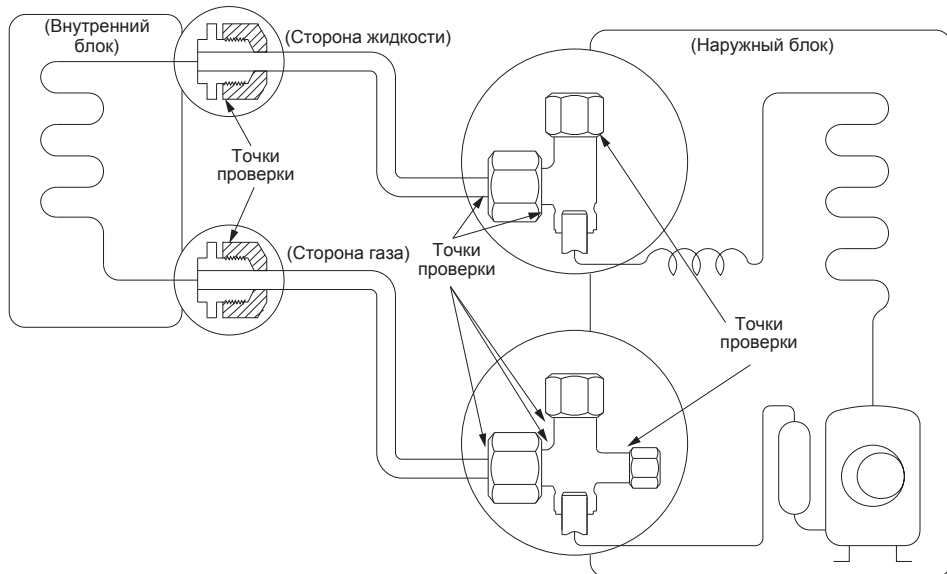 (Внутренний
блок)
(Сторона жидкости)
(Наружный блок)
Точки
проверки
(Сторона газа)
Точки
проверки
Точки
проверки